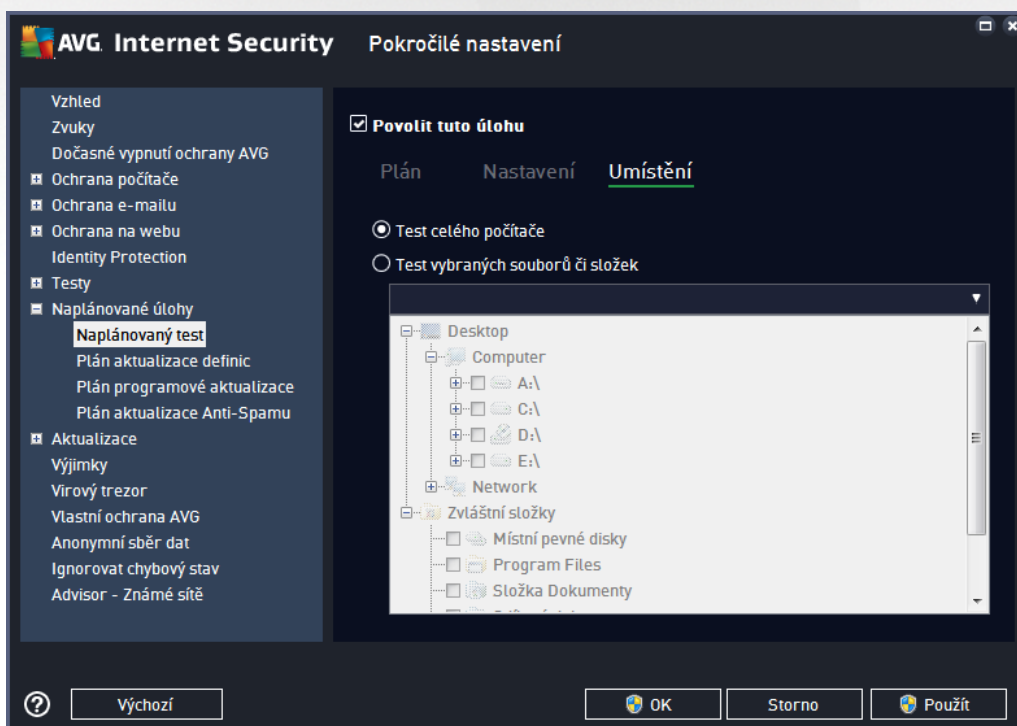 AVG. Internet Security
Pokročilé nastavení
Vzhled
Zvuky
Dočasné vypnutí ochrany AVG
Ochrana počítače
Ochrana e-mailu
Ochrana na webu
Identity Protection
Testy
Naplánované úlohy
Naplánovaný test
Plán aktualizace definic
Plán programové aktualizace
Plán aktualizace Anti-Spamu
Aktualizace
Výjimky
Virový trezor
Vlastní ochrana AVG
Anonymní sběr dat
Ignorovat chybový stav
Advisor - Známé sítě
Povolit tuto úlohu
Plán Nastavení Umístění
Test celého počítače
Test vybraných souborů či složek
Desktop
Computer
A:\
C:\
D:\
E:\
Network
Zvláštní složky
Místní pevné disky
Program Files
Složka Dokumenty
Výchozí
OK
Storno
Použít